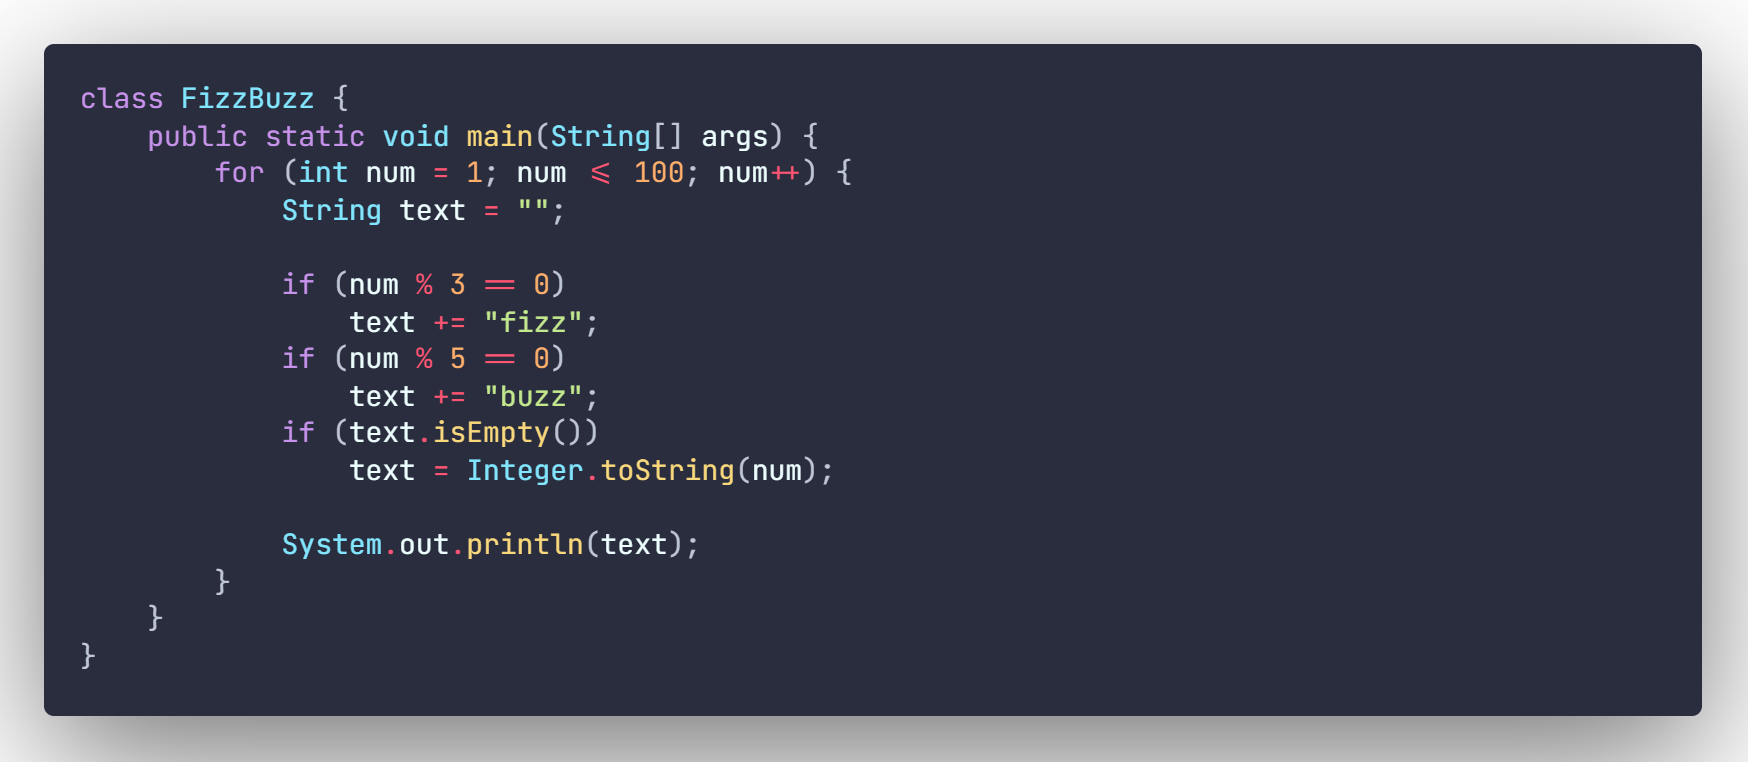 class FizzBuzz {
    public static void main(String[] args) {
        for (int num = 1; num <= 100; num++) {
            String text = "";

            if (num % 3 == 0)
                text += "fizz";
            if (num % 5 == 0)
                text += "buzz";
            if (text.isEmpty())
                text = Integer.toString(num);

            System.out.println(text);
        }
    }
}